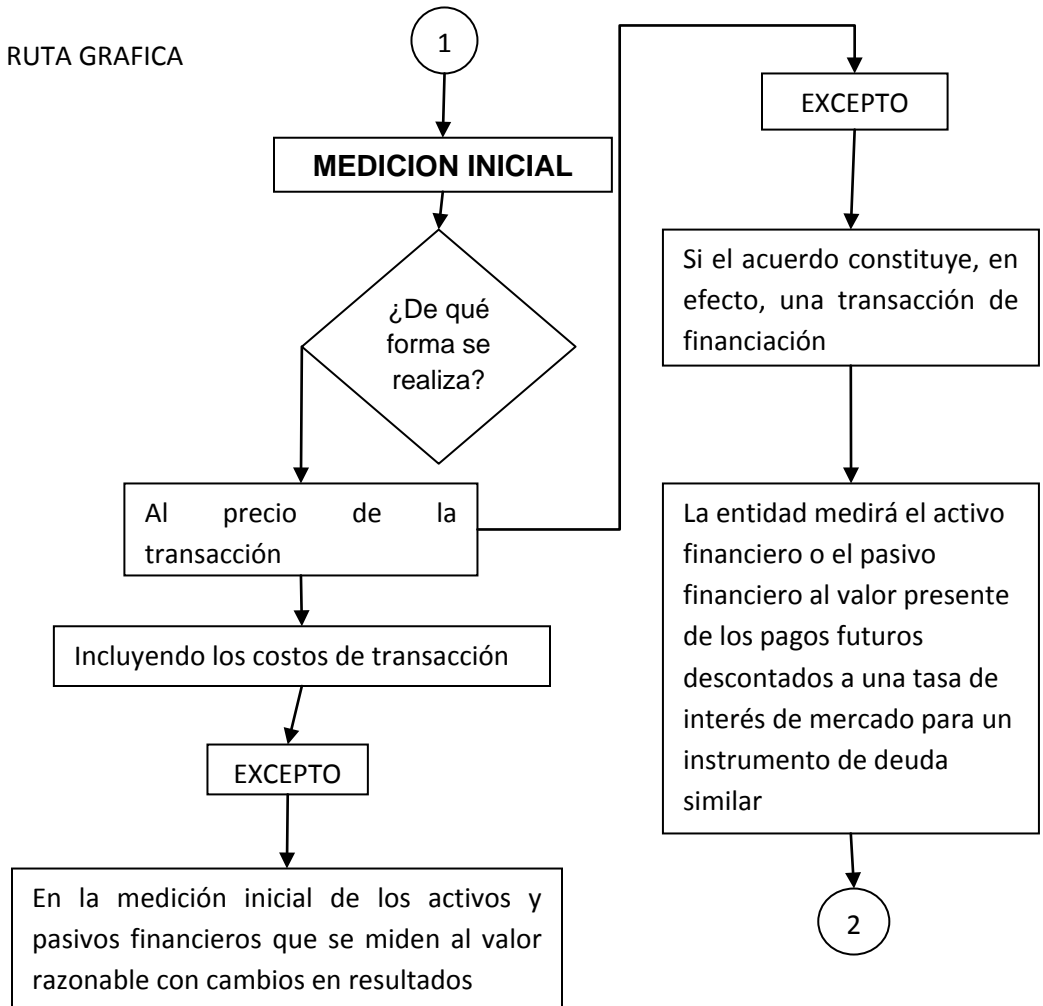 RUTA GRAFICA
1
MEDICION INICIAL
¿De qué
forma se
realiza?
Al precio de la
transacción
Incluyendo los costos de transacción
EXCEPTO
En la medición inicial de los activos y
pasivos financieros que se miden al valor
razonable con cambios en resultados
EXCEPTO
Si el acuerdo constituye, en
efecto, una transacción de
financiación
La entidad medirá el activo
financiero o el pasivo
financiero al valor presente
de los pagos futuros
descontados a una tasa de
interés de mercado para un
instrumento de deuda
similar
2